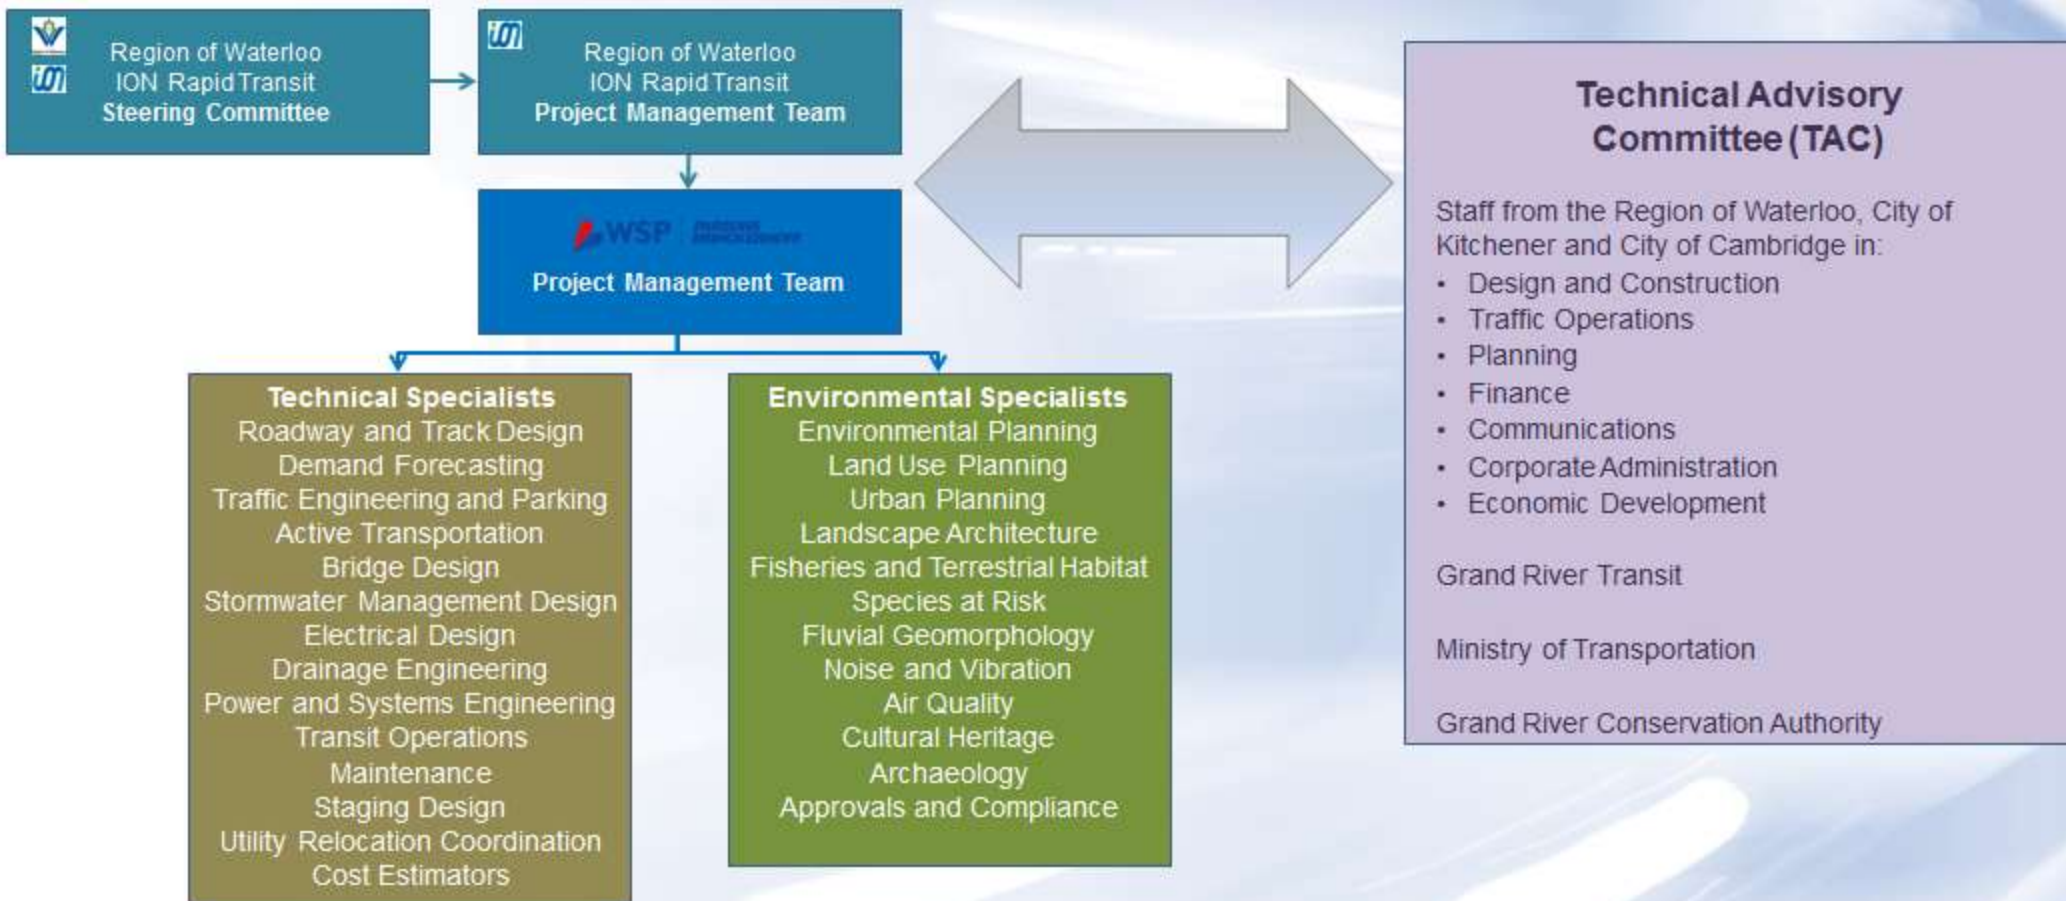 ion
Region of Waterloo
ION Rapid Transit
Steering Committee
ion
Region of Waterloo
ION Rapid Transit
Project Management Team
WSP
Project Management Team
Technical Specialists
Roadway and Track Design
Demand Forecasting
Traffic Engineering and Parking
Active Transportation
Bridge Design
Stormwater Management Design
Electrical Design
Drainage Engineering
Power and Systems Engineering
Transit Operations
Maintenance
Staging Design
Utility Relocation Coordination
Cost Estimators
Environmental Specialists
Environmental Planning
Land Use Planning
Urban Planning
Landscape Architecture
Fisheries and Terrestrial Habitat
Species at Risk
Fluvial Geomorphology
Noise and Vibration
Air Quality
Cultural Heritage
Archaeology
Approvals and Compliance
Technical Advisory
Committee (TAC)
Staff from the Region of Waterloo, City of
Kitchener and City of Cambridge in:
• Design and Construction
• Traffic Operations
• Planning
• Finance
• Communications
• Corporate Administration
• Economic Development
Grand River Transit
Ministry of Transportation
Grand River Conservation Authority